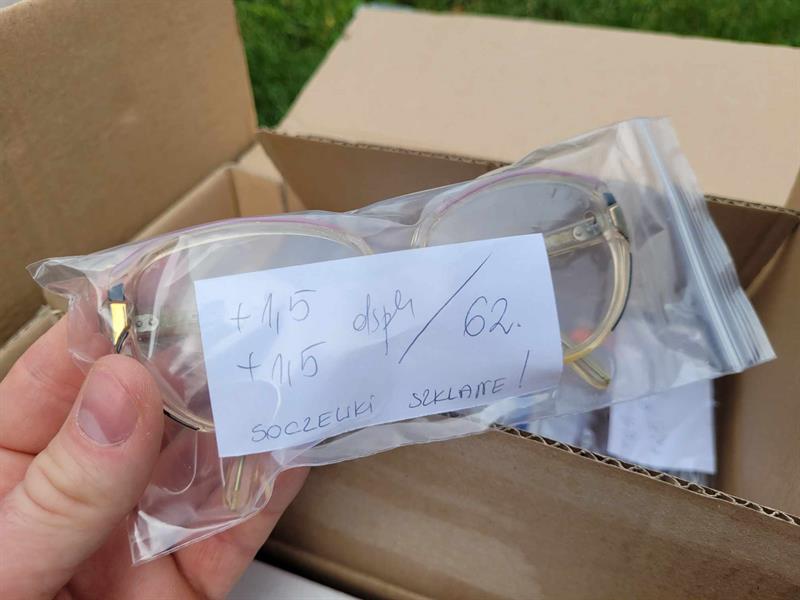 +1,5 dsph / 62.
+1,5
SOCZEWKI SZKLANE!